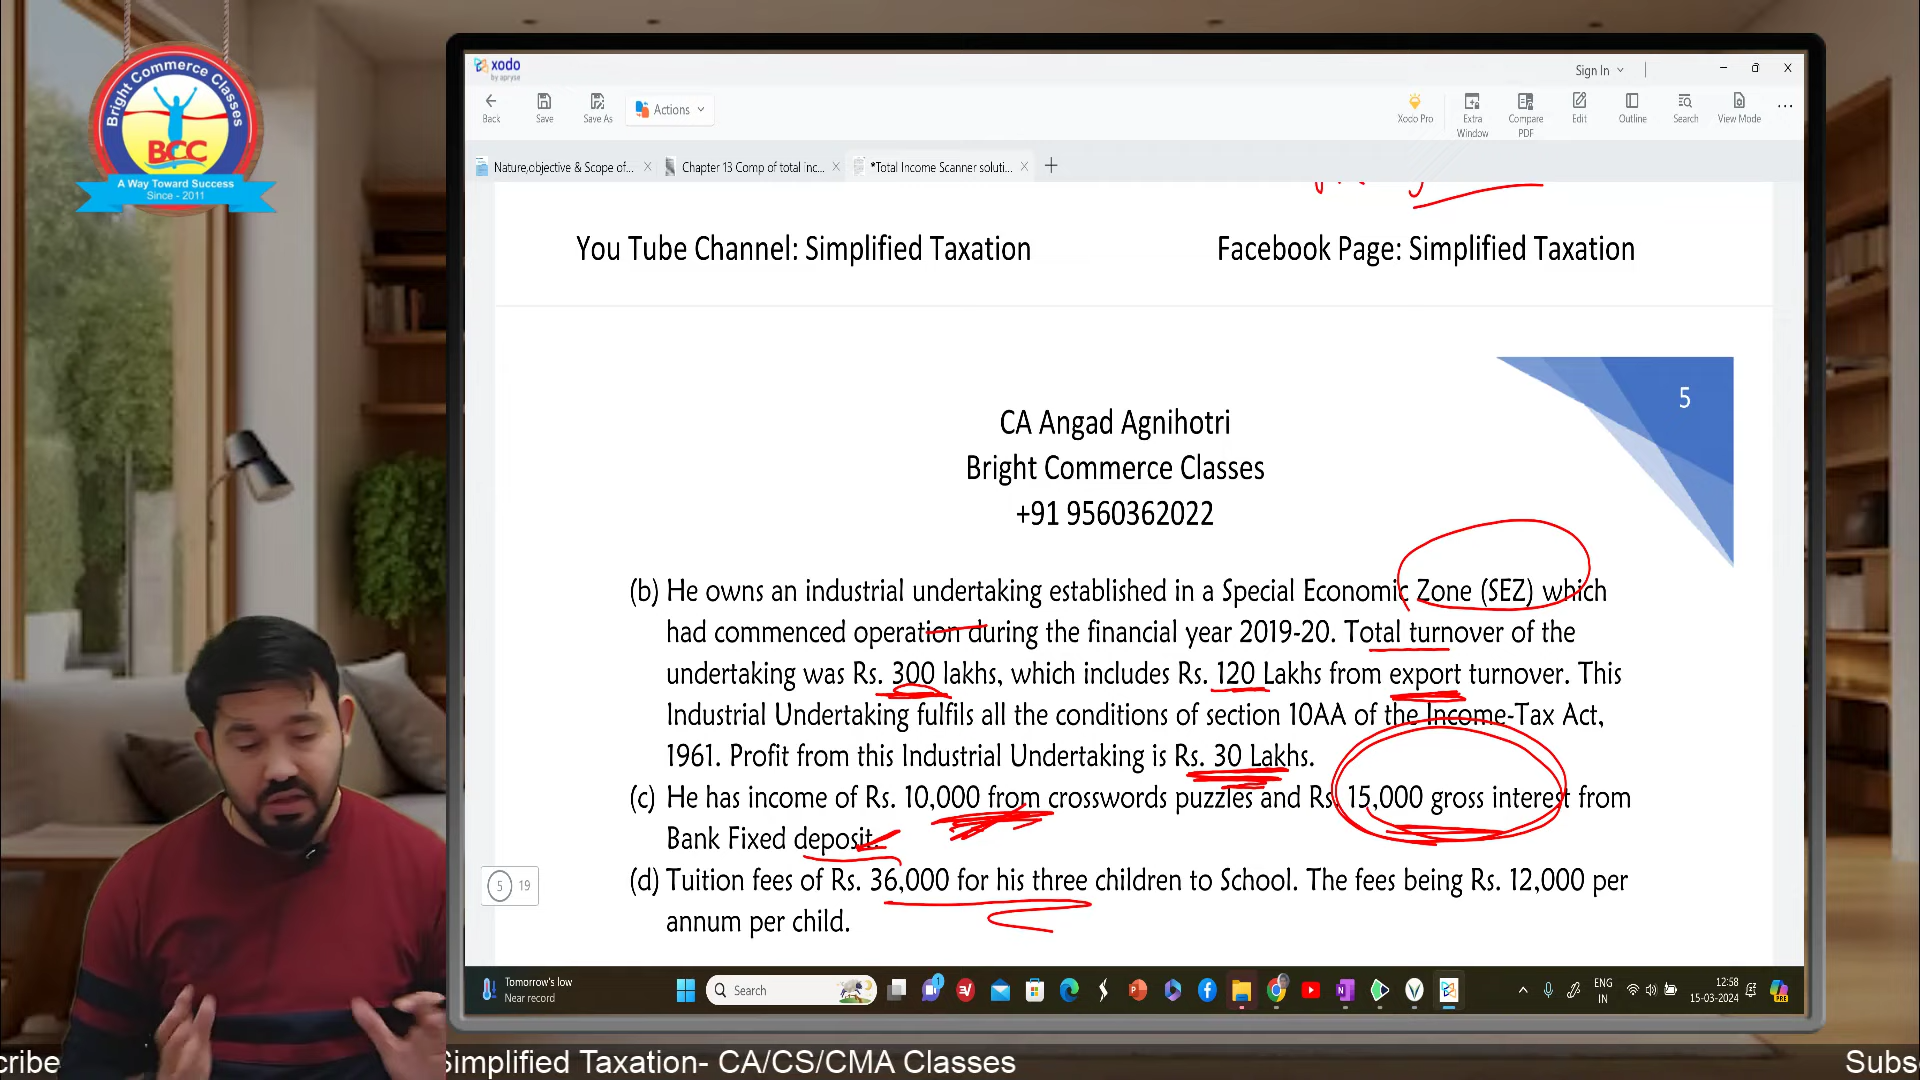 Bright Commerce Classes
BCC
A Way Toward Success
Since - 2011
xodo
by apryse
Sign In
Back
Save
Save As
Actions
Xodo Pro
Extra Window
Compare PDF
Edit
Outline
Search
View Mode
Nature,objective & Scope of...
Chapter 13 Comp of total inc...
*Total Income Scanner soluti...
You Tube Channel: Simplified Taxation
Facebook Page: Simplified Taxation
5
CA Angad Agnihotri
Bright Commerce Classes
+91 9560362022
(b) He owns an industrial undertaking established in a Special Economic Zone (SEZ) which
had commenced operation during the financial year 2019-20. Total turnover of the
undertaking was Rs. 300 lakhs, which includes Rs. 120 Lakhs from export turnover. This
Industrial Undertaking fulfils all the conditions of section 10AA of the Income-Tax Act,
1961. Profit from this Industrial Undertaking is Rs. 30 Lakhs.
(c) He has income of Rs. 10,000 from crosswords puzzles and Rs. 15,000 gross interest from
Bank Fixed deposit.
(d) Tuition fees of Rs. 36,000 for his three children to School. The fees being Rs. 12,000 per
annum per child.
5 19
Tomorrow's low
Near record
Search
ENG
IN
12:58
15-03-2024
cribe
Simplified Taxation- CA/CS/CMA Classes
Subs